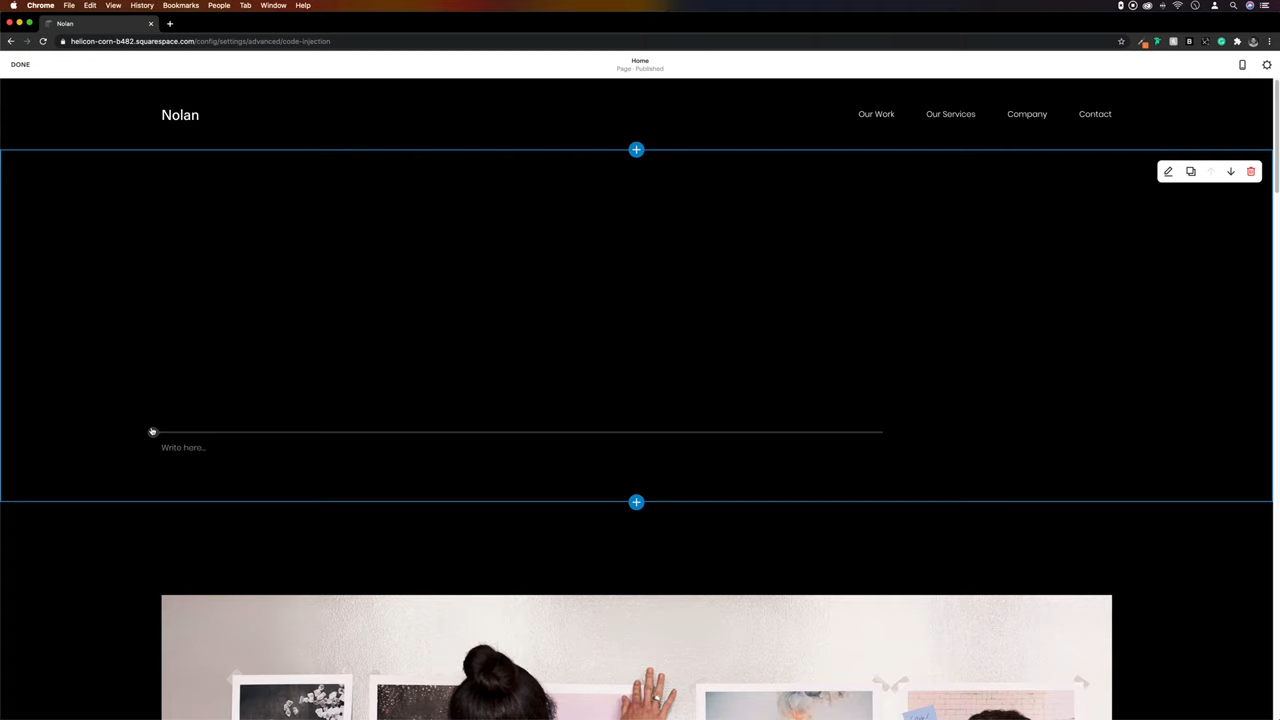 Chrome File Edit View History Bookmarks People Tab Window Help
Nolan
helicon-corn-b482.squarespace.com/config/settings/advanced/code-injection
DONE
Home
Page · Published
Nolan
Our Work
Our Services
Company
Contact
Write here...